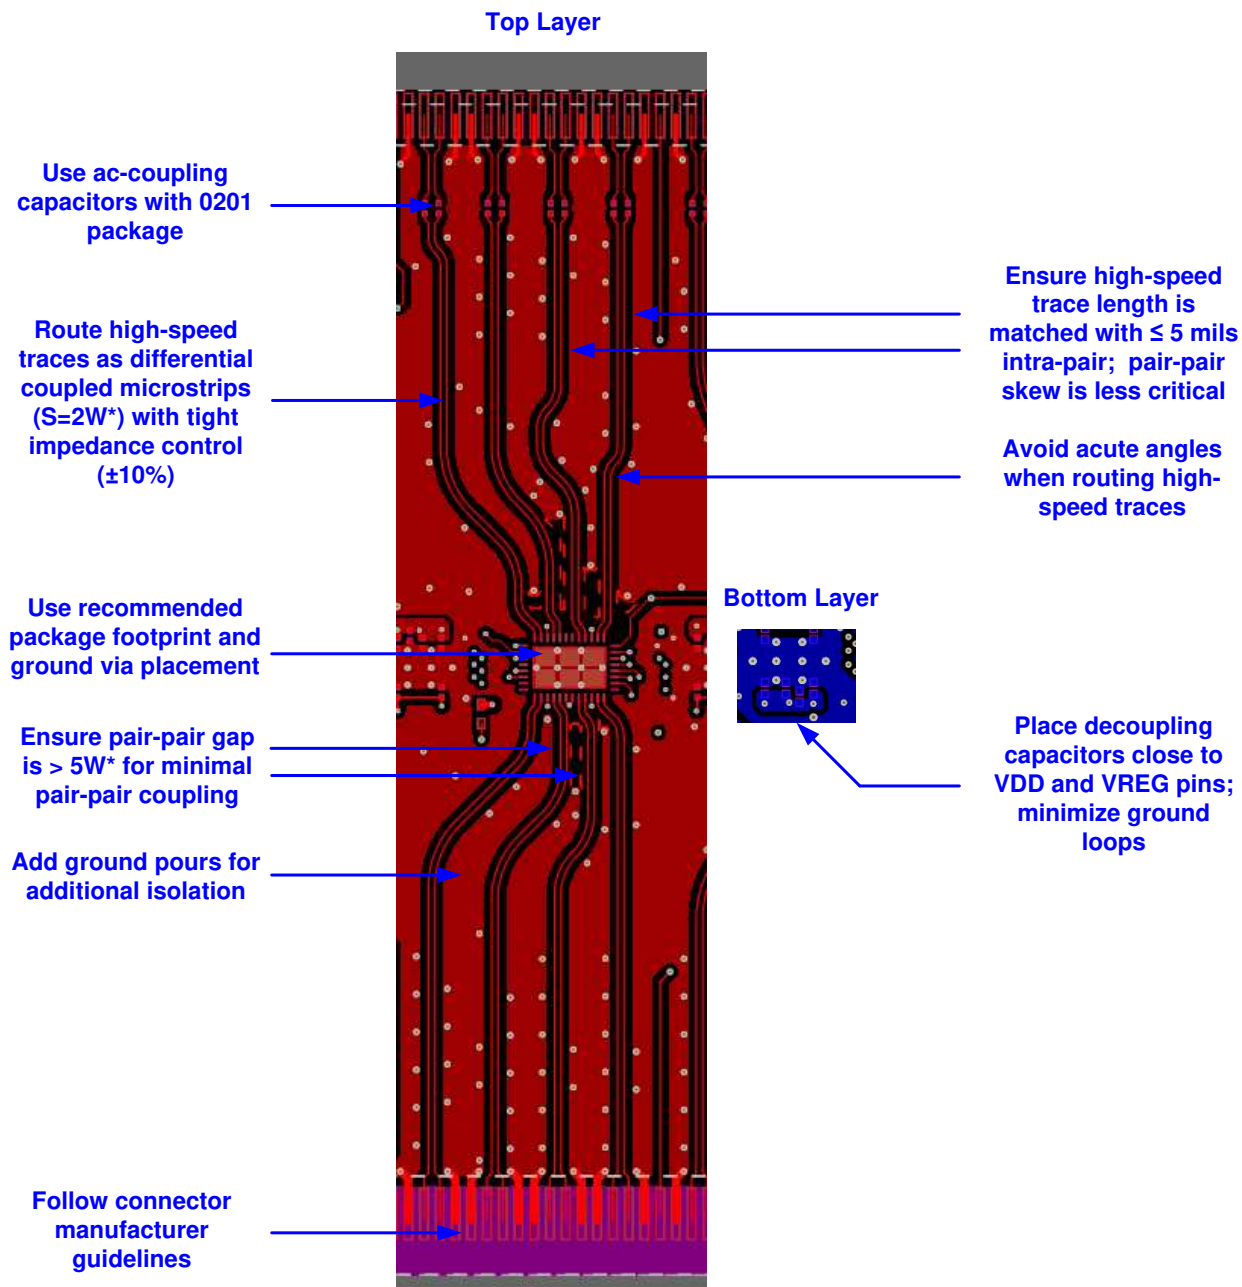 Top Layer
Use ac-coupling
capacitors with 0201
package
Route high-speed
traces as differential
coupled microstrips
(S=2W*) with tight
impedance control
(±10%)
Use recommended
package footprint and
ground via placement
Ensure pair-pair gap
is > 5W* for minimal
pair-pair coupling
Add ground pours for
additional isolation
Follow connector
manufacturer
guidelines
Ensure high-speed
trace length is
matched with ≤ 5 mils
intra-pair; pair-pair
skew is less critical
Avoid acute angles
when routing high-
speed traces
Bottom Layer
Place decoupling
capacitors close to
VDD and VREG pins;
minimize ground
loops